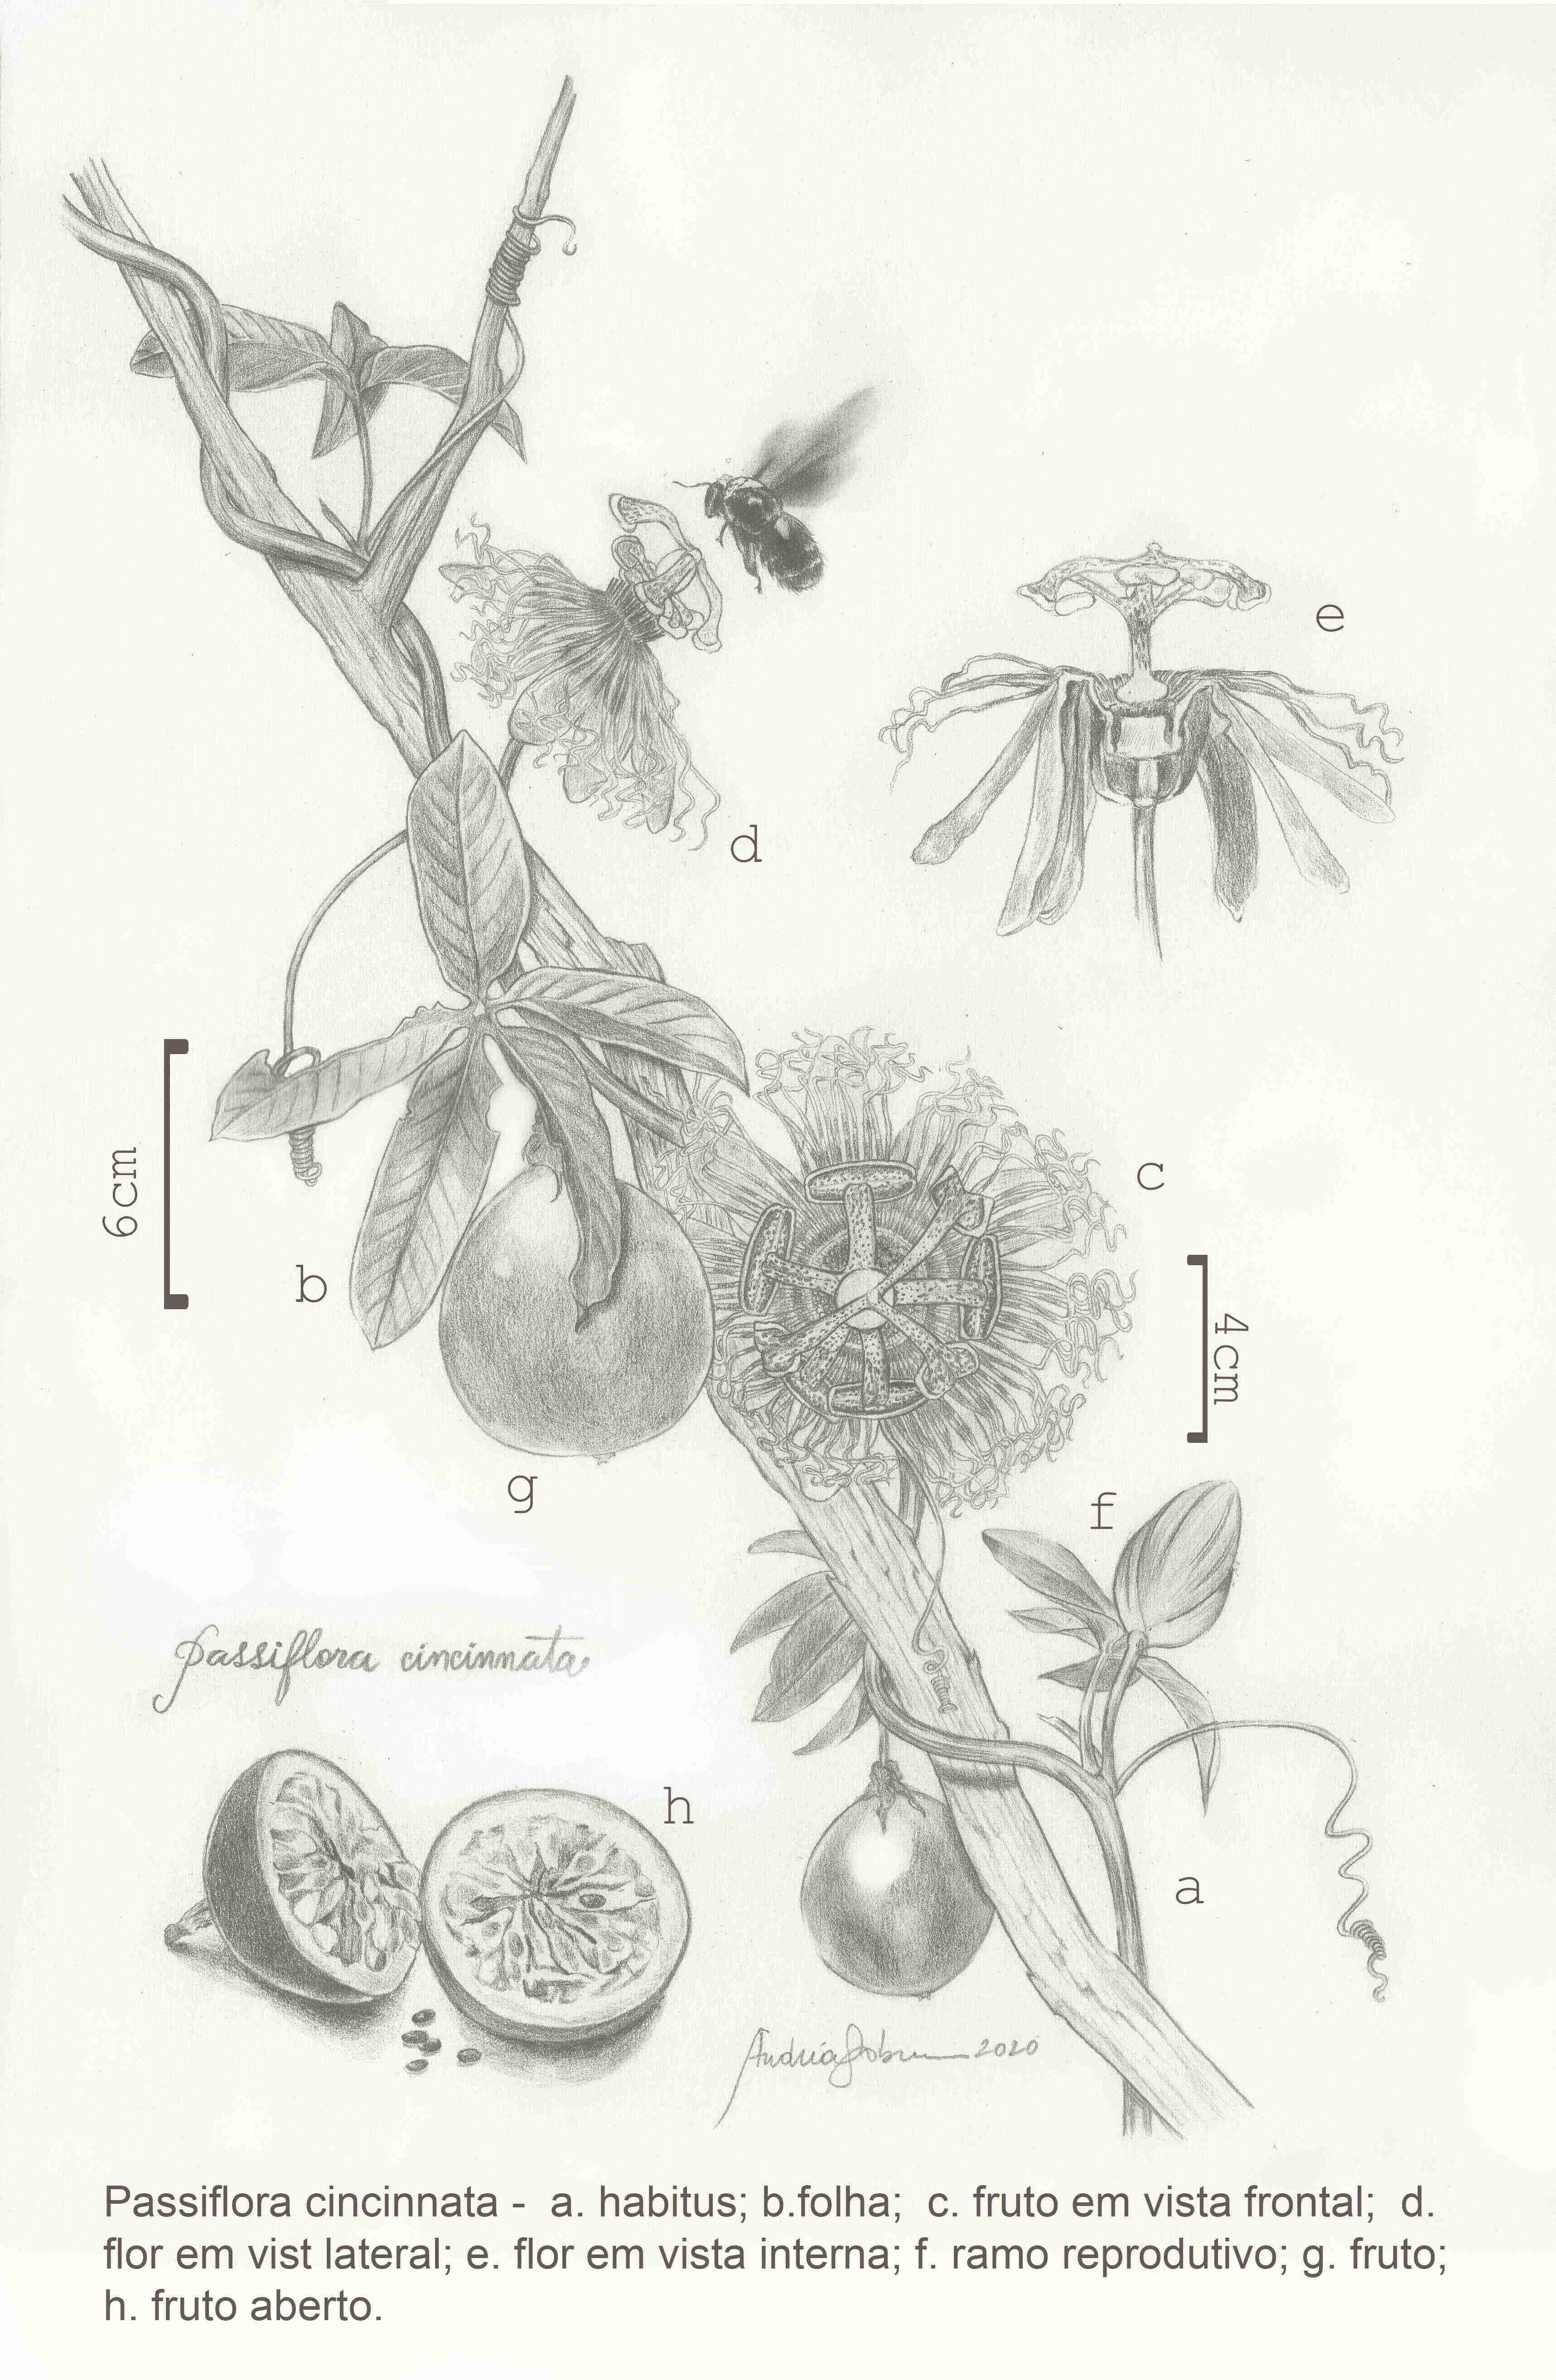 e
d
c
6cm
b
4cm
g
f
Passiflora cincinnata
h
a
2020
Passiflora cincinnata - a. habitus; b.folha; c. fruto em vista frontal; d.
flor em vist lateral; e. flor em vista interna; f. ramo reprodutivo; g. fruto;
h. fruto aberto.